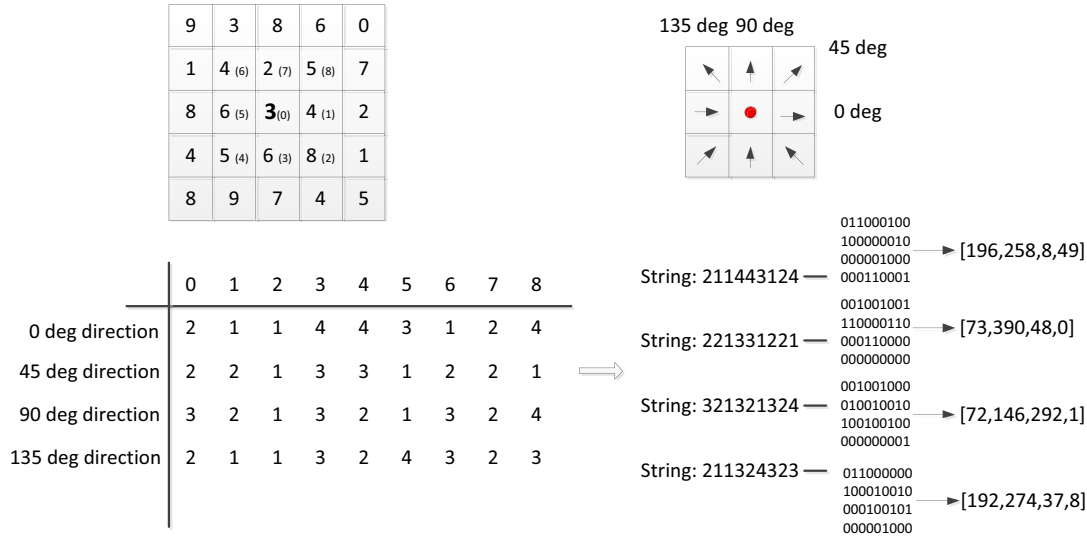 9 3 8 6 0
1 4 (6) 2 (7) 5 (8) 7
8 6 (5) 3(0) 4 (1) 2
4 5 (4) 6 (3) 8 (2) 1
8 9 7 4 5
135 deg 90 deg
45 deg
0 deg
0 1 2 3 4 5 6 7 8
0 deg direction 2 1 1 4 4 3 1 2 4
45 deg direction 2 2 1 3 3 1 2 2 1
90 deg direction 3 2 1 3 2 1 3 2 4
135 deg direction 2 1 1 3 2 4 3 2 3
String: 211443124
011000100
100000010
000001000
000110001
[196,258,8,49]
String: 221331221
001001001
110000110
000110000
000000000
[73,390,48,0]
String: 321321324
001001000
010010010
100100100
000000001
[72,146,292,1]
String: 211324323
011000000
100010010
000100101
000001000
[192,274,37,8]